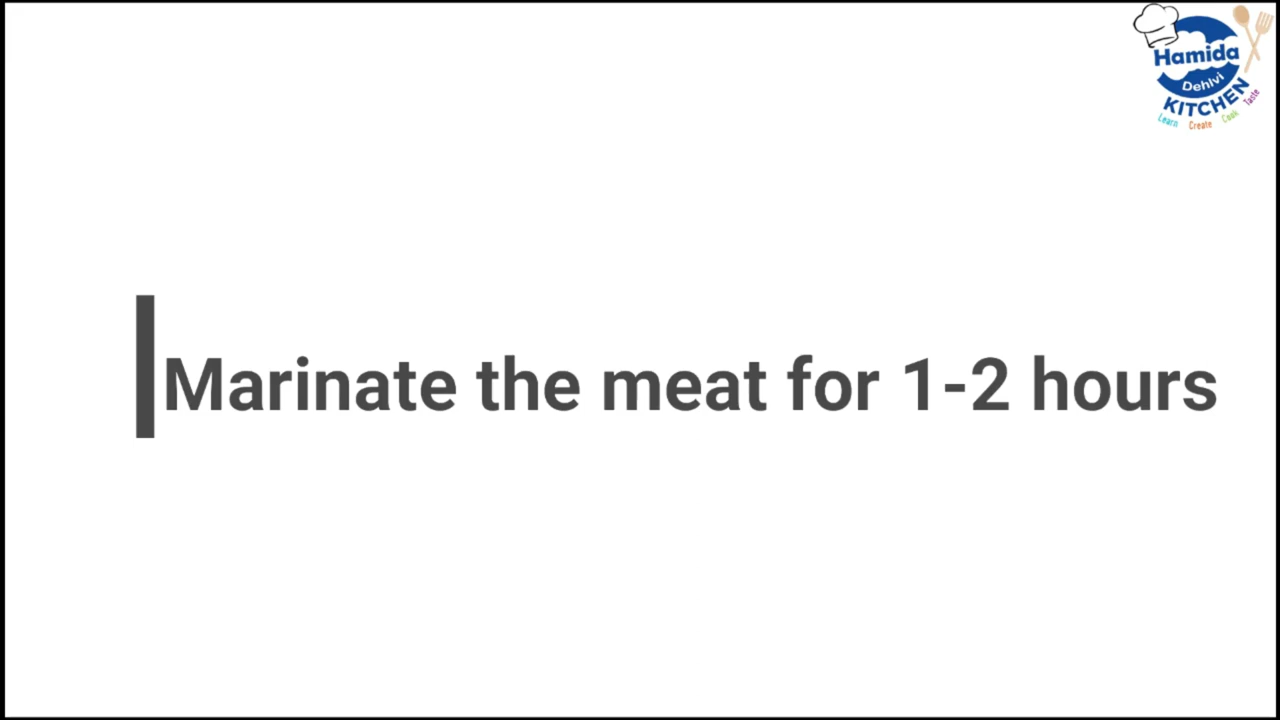 Hamida
Dehlvi
KITCHEN
Learn Create Cook Taste
Marinate the meat for 1-2 hours